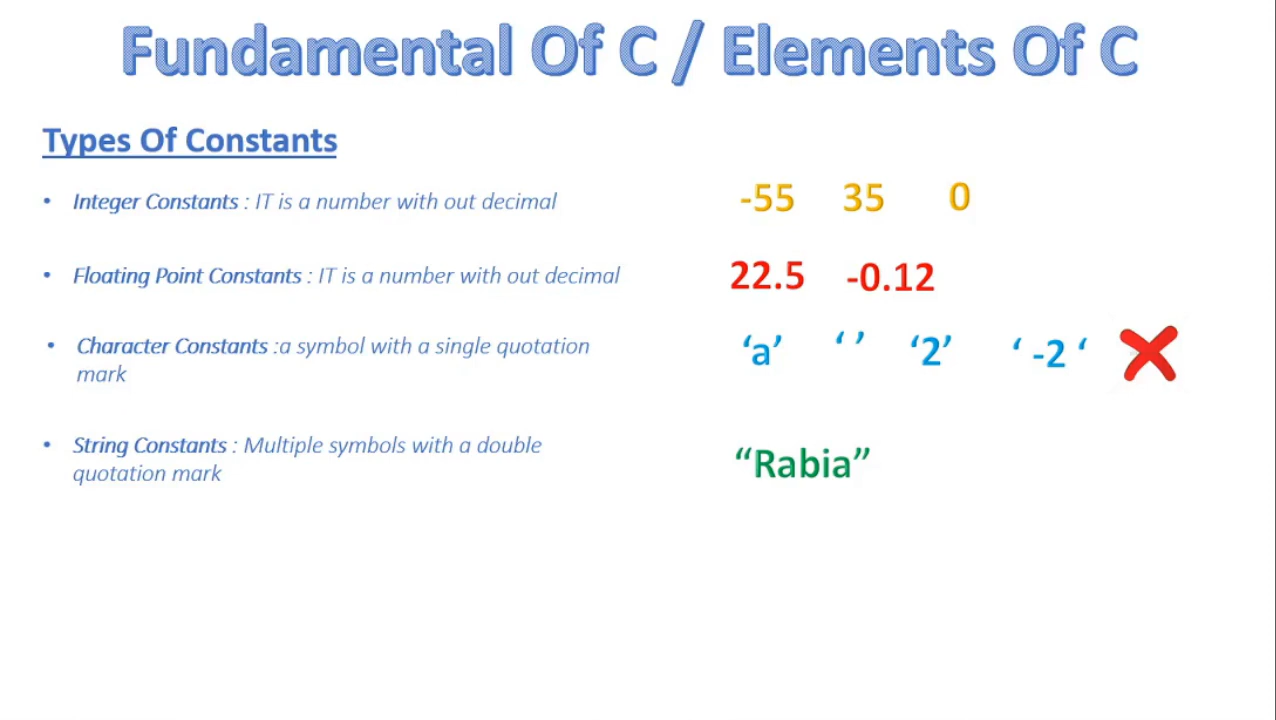 Fundamental Of C / Elements Of C
Types Of Constants
• Integer Constants : IT is a number with out decimal
-55 35 0
• Floating Point Constants : IT is a number with out decimal
22.5 -0.12
• Character Constants :a symbol with a single quotation
mark
‘a’ ‘ ’ ‘2’ ‘ -2 ‘
• String Constants : Multiple symbols with a double
quotation mark
“Rabia”